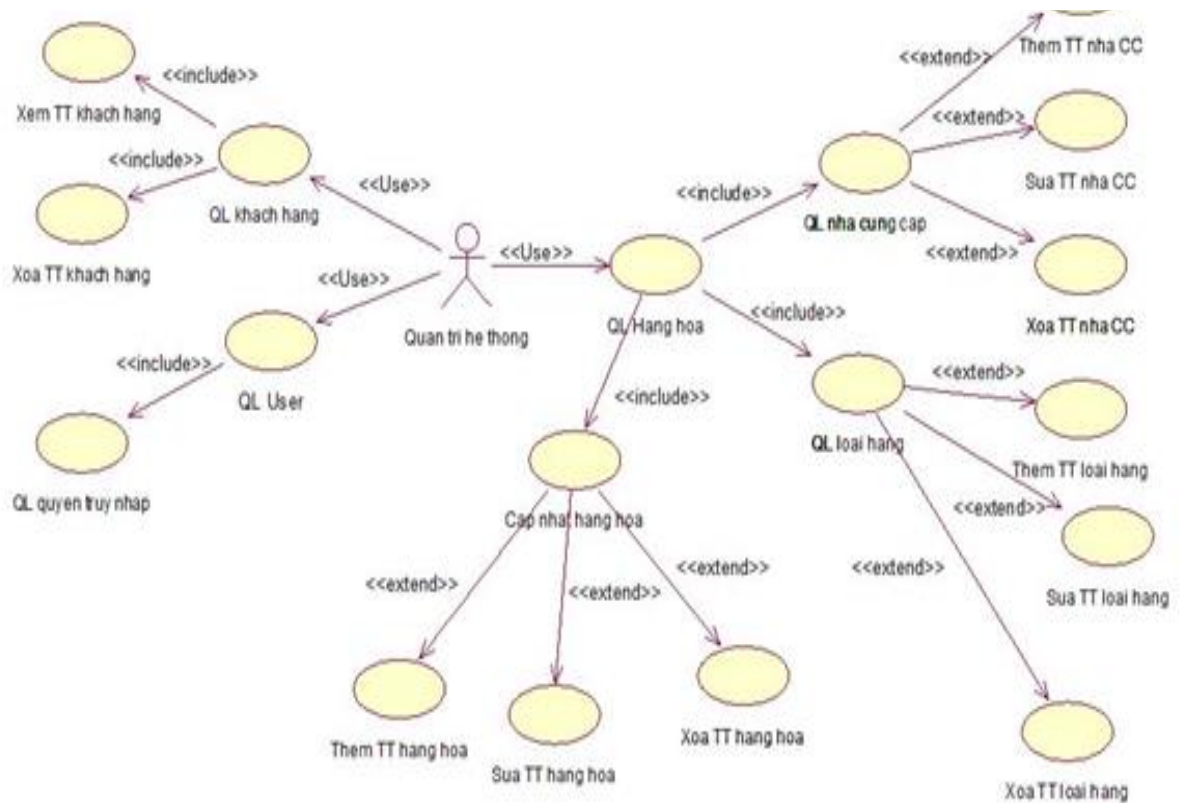 Them TT nha CC
<<extend>>
<<include>>
Xem TT khach hang
<<extend>>
Sua TT nha CC
<<include>>
<<Use>>
<<include>>
QL khach hang
QL nha cung cap
<<extend>>
Xoa TT khach hang
<<Use>>
<<Use>>
Quan tri he thong
QL Hang hoa
<<include>>
Xoa TT nha CC
<<include>>
QL User
<<include>>
<<extend>>
QL loai hang
Them TT loai hang
QL quyen truy nhap
Cap nhat hang hoa
<<extend>>
<<extend>>
<<extend>>
<<extend>>
<<extend>>
Sua TT loai hang
Them TT hang hoa
Sua TT hang hoa
Xoa TT hang hoa
Xoa TT loai hang